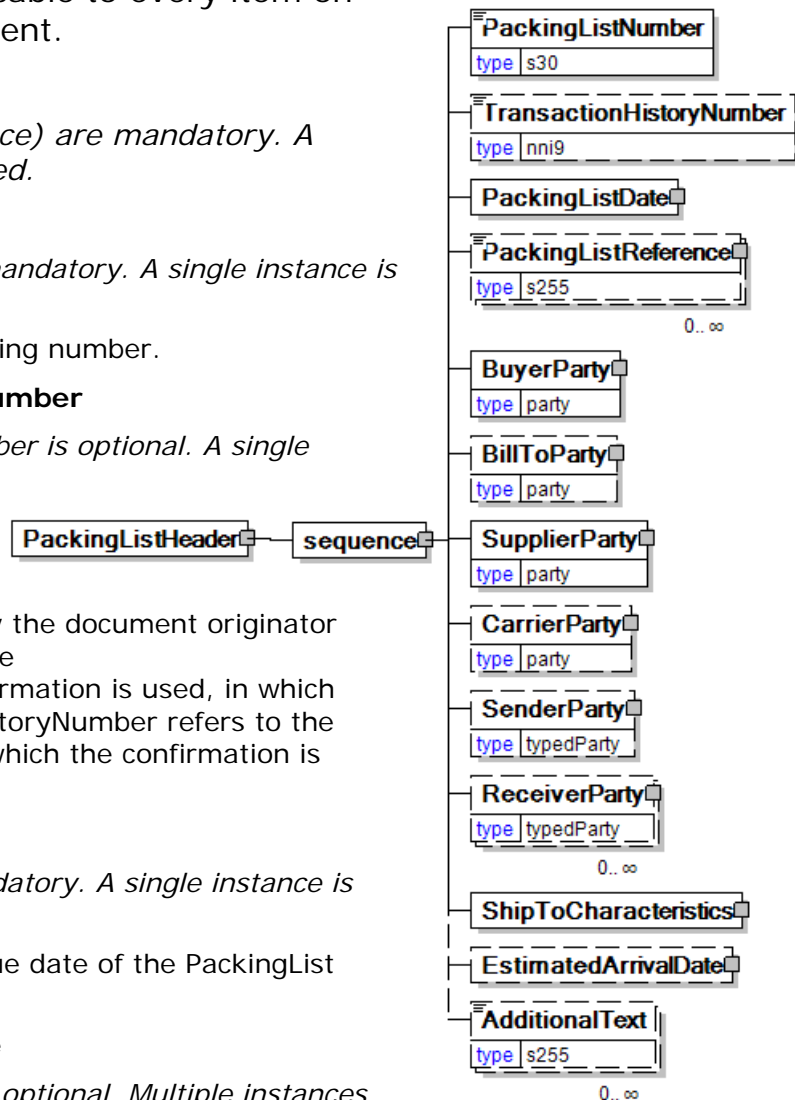 cable to every item on
ent.
ce) are mandatory. A
ed.
mandatory. A single instance is
ing number.
umber
ber is optional. A single
the document originator
e
rmation is used, in which
toryNumber refers to the
which the confirmation is
datory. A single instance is
ue date of the PackingList
optional. Multiple instances
PackingListHeader
sequence
PackingListNumber
type s30
TransactionHistoryNumber
type nni9
PackingListDate
PackingListReference
type s255
0.. ∞
BuyerParty
type party
BillToParty
type party
SupplierParty
type party
CarrierParty
type party
SenderParty
type typedParty
ReceiverParty
type typedParty
0.. ∞
ShipToCharacteristics
EstimatedArrivalDate
AdditionalText
type s255
0.. ∞